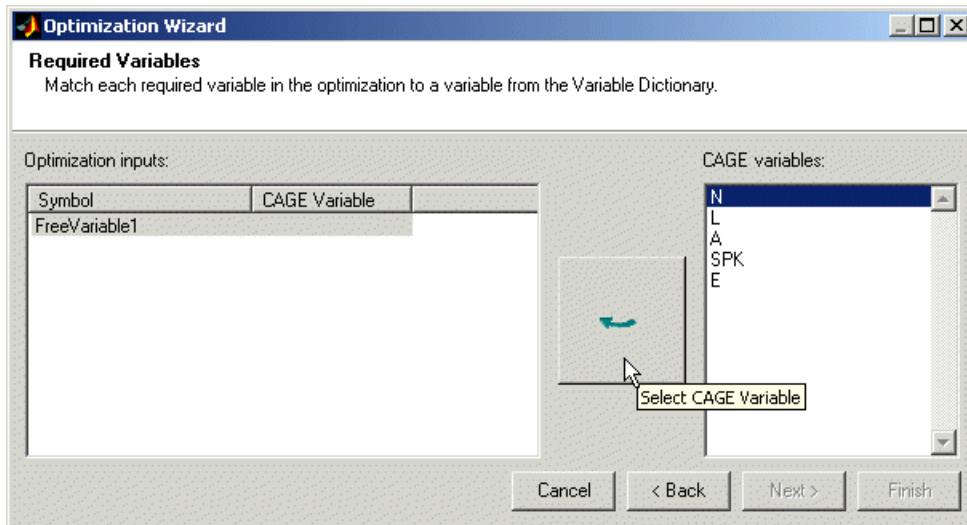 Optimization Wizard
Required Variables
Match each required variable in the optimization to a variable from the Variable Dictionary.
Optimization inputs:
CAGE variables:
Symbol CAGE Variable
FreeVariable1
N
L
A
SPK
E
Select CAGE Variable
Cancel < Back Next > Finish